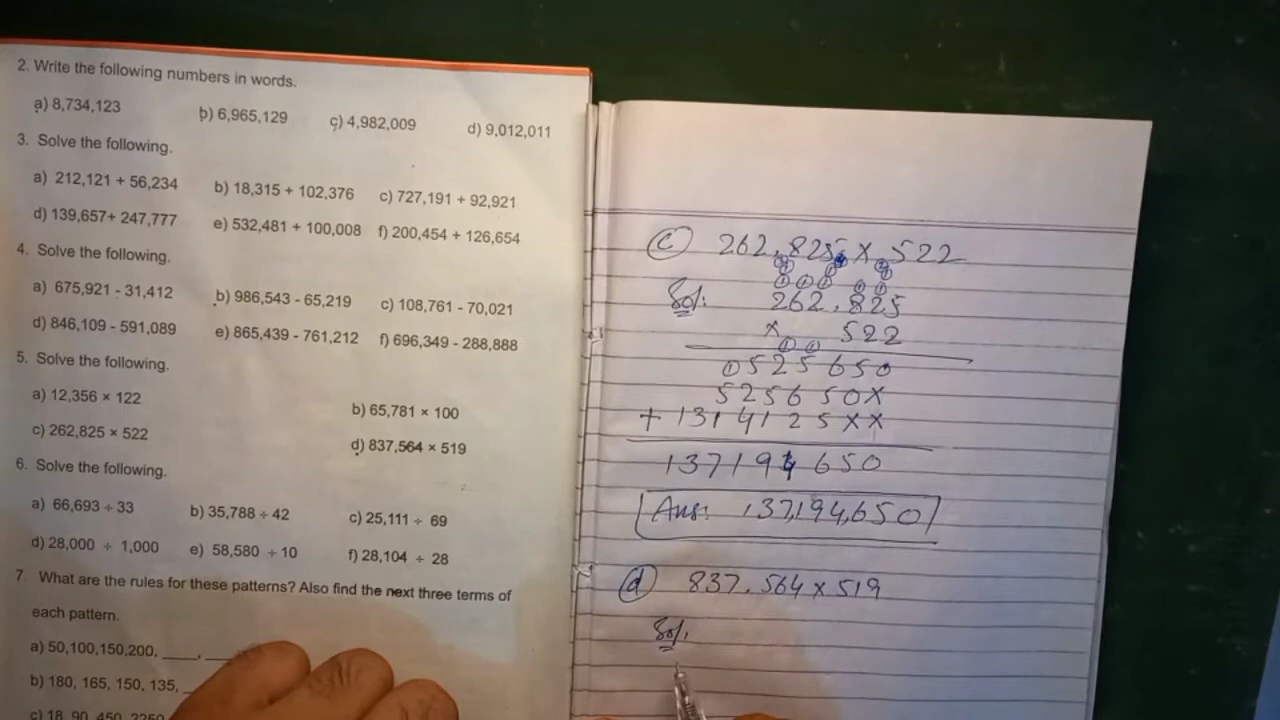 2. Write the following numbers in words.
a) 8,734,123 b) 6,965,129 c) 4,982,009 d) 9,012,011
3. Solve the following.
a) 212,121 + 56,234 b) 18,315 + 102,376 c) 727,191 + 92,921
d) 139,657+ 247,777 e) 532,481 + 100,008 f) 200,454 + 126,654
4. Solve the following.
a) 675,921 - 31,412 b) 986,543 - 65,219 c) 108,761 - 70,021
d) 846,109 - 591,089 e) 865,439 - 761,212 f) 696,349 - 288,888
5. Solve the following.
a) 12,356 × 122 b) 65,781 × 100
c) 262,825 × 522 d) 837,564 × 519
6. Solve the following.
a) 66,693 ÷ 33 b) 35,788 ÷ 42 c) 25,111 ÷ 69
d) 28,000 ÷ 1,000 e) 58,580 ÷ 10 f) 28,104 ÷ 28
7. What are the rules for these patterns? Also find the next three terms of
each pattern.
a) 50,100,150,200, ____, __
b) 180, 165, 150, 135, _
c) 18, 90, 450, 2250
c 262,825 × 522
Sol: 262,825
× 522
0525650
525650×
+ 1314125××
137194650
Ans: 137,194,650
d 837,564 × 519
Sol: